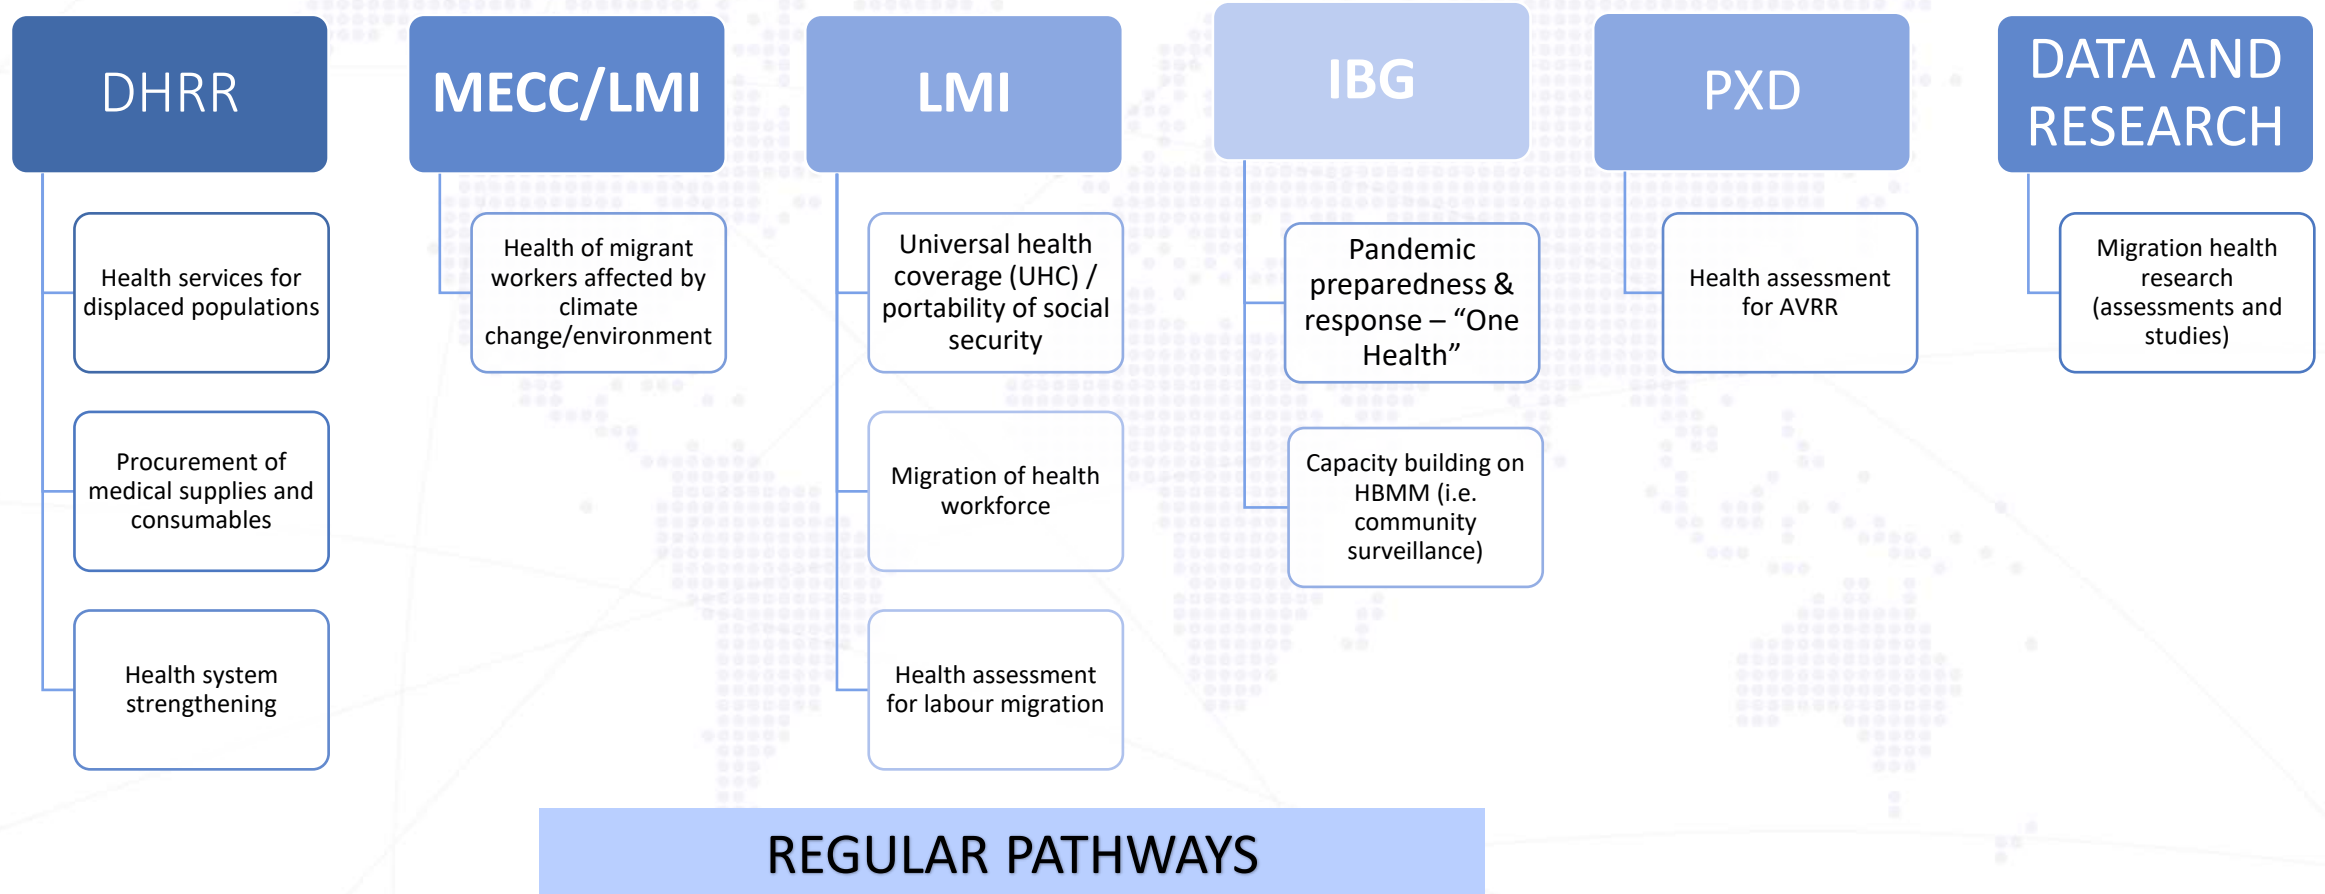 DHRR
Health services for
displaced populations
Procurement of
medical supplies and
consumables
Health system
strengthening
MECC/LMI
Health of migrant
workers affected by
climate
change/environment
LMI
Universal health
coverage (UHC) /
portability of social
security
Migration of health
workforce
Health assessment
for labour migration
IBG
Pandemic
preparedness &
response – “One
Health”
Capacity building on
HBMM (i.e.
community
surveillance)
PXD
Health assessment
for AVRR
DATA AND
RESEARCH
Migration health
research
(assessments and
studies)
REGULAR PATHWAYS